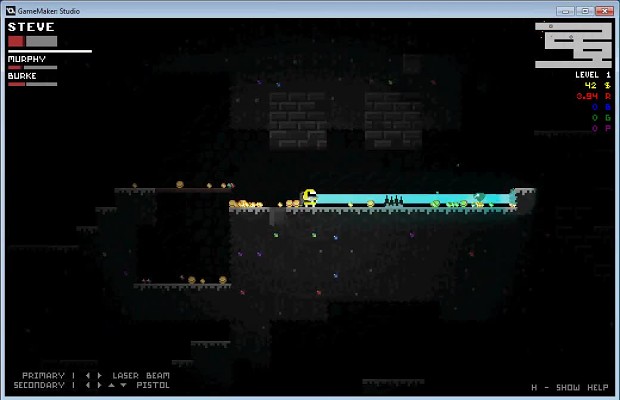 GameMaker: Studio
STEVE
MURPHY
BURKE
LEVEL 1
42 $
0.94 R
0 B
0 G
0 P
PRIMARY | ◄ ► LASER BEAM
SECONDARY | ◄ ► ▲ ▼ PISTOL
H - SHOW HELP